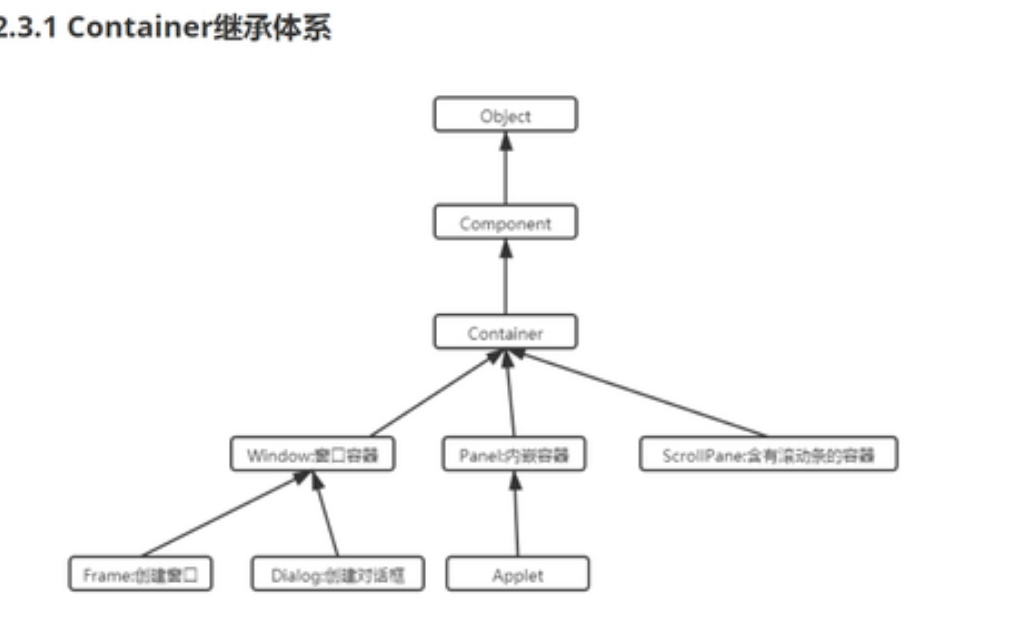 2.3.1 Container继承体系
Object
Component
Container
Window:窗口容器
Panel:内嵌容器
ScrollPane:含有滚动条的容器
Frame:创建窗口
Dialog:创建对话框
Applet